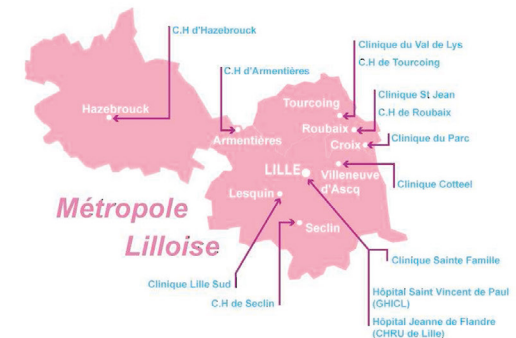 C.H d'Hazebrouck
Clinique du Val de Lys
C.H de Tourcoing
C.H d'Armentières
Clinique St Jean
C.H de Roubaix
Tourcoing
Hazebrouck
Roubaix
Armentières
Croix
Clinique du Parc
LILLE
Villeneuve
d'Ascq
Clinique Cotteel
Lesquin
Métropole
Lilloise
Seclin
Clinique Sainte Famille
Clinique Lille Sud
C.H de Seclin
Hôpital Saint Vincent de Paul
(GHICL)
Hôpital Jeanne de Flandre
(CHRU de Lille)